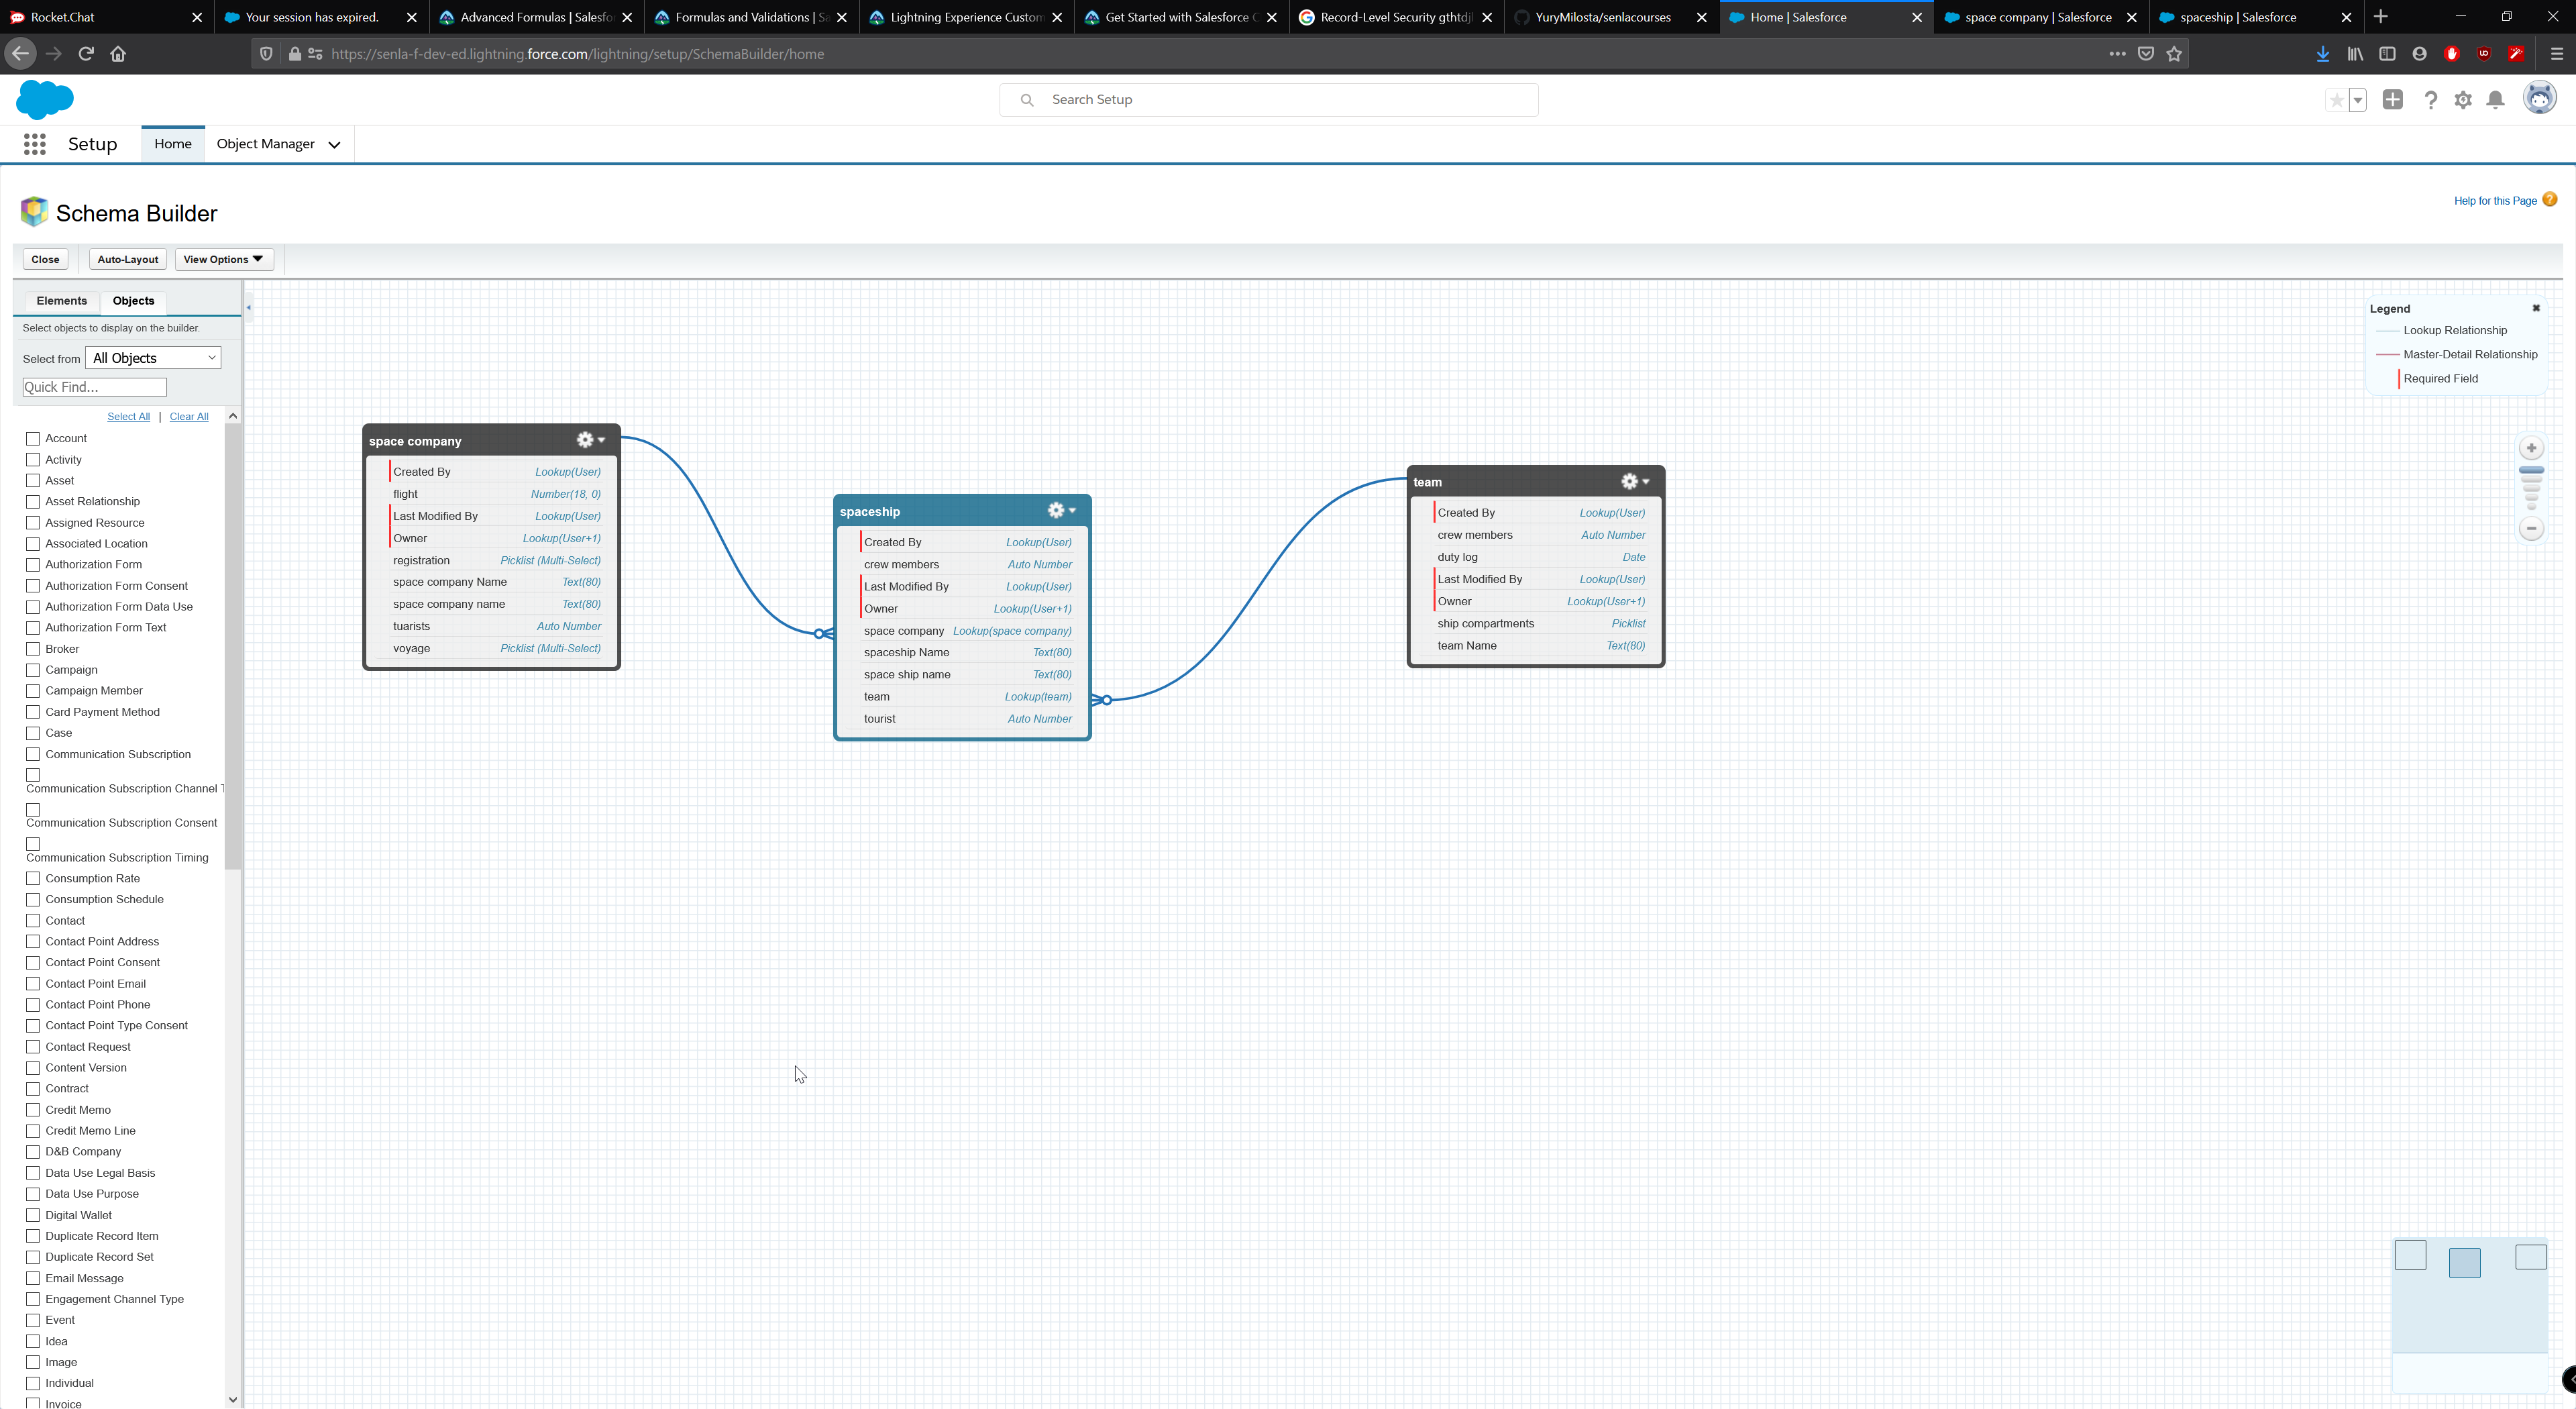 Rocket.Chat
Your session has expired.
Advanced Formulas | Salesfo
Formulas and Validations | Sa
Lightning Experience Custom
Get Started with Salesforce C
Record-Level Security gthtdj
YuryMilosta/senlacourses
Home | Salesforce
space company | Salesforce
spaceship | Salesforce
https://senla-f-dev-ed.lightning.force.com/lightning/setup/SchemaBuilder/home
Search Setup
Setup
Home
Object Manager
Schema Builder
Help for this Page
Close
Auto-Layout
View Options
Elements
Objects
Select objects to display on the builder.
Select from All Objects
Quick Find...
Select All | Clear All
Account
Activity
Asset
Asset Relationship
Assigned Resource
Associated Location
Authorization Form
Authorization Form Consent
Authorization Form Data Use
Authorization Form Text
Broker
Campaign
Campaign Member
Card Payment Method
Case
Communication Subscription
Communication Subscription Channel T
Communication Subscription Consent
Communication Subscription Timing
Consumption Rate
Consumption Schedule
Contact
Contact Point Address
Contact Point Consent
Contact Point Email
Contact Point Phone
Contact Point Type Consent
Contact Request
Content Version
Contract
Credit Memo
Credit Memo Line
D&B Company
Data Use Legal Basis
Data Use Purpose
Digital Wallet
Duplicate Record Item
Duplicate Record Set
Email Message
Engagement Channel Type
Event
Idea
Image
Individual
Invoice
space company
Created By Lookup(User)
flight Number(18, 0)
Last Modified By Lookup(User)
Owner Lookup(User+1)
registration Picklist (Multi-Select)
space company Name Text(80)
space company name Text(80)
tuarists Auto Number
voyage Picklist (Multi-Select)
spaceship
Created By Lookup(User)
crew members Auto Number
Last Modified By Lookup(User)
Owner Lookup(User+1)
space company Lookup(space company)
spaceship Name Text(80)
space ship name Text(80)
team Lookup(team)
tourist Auto Number
team
Created By Lookup(User)
crew members Auto Number
duty log Date
Last Modified By Lookup(User)
Owner Lookup(User+1)
ship compartments Picklist
team Name Text(80)
Legend
Lookup Relationship
Master-Detail Relationship
Required Field